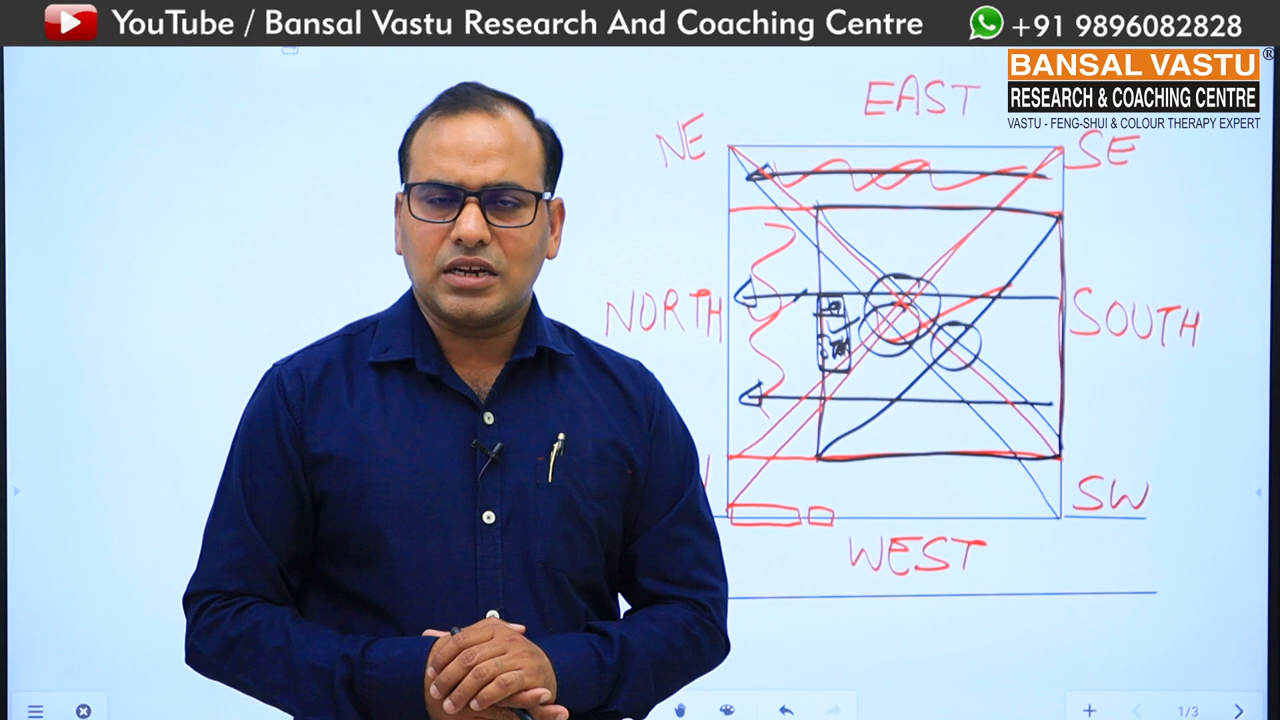 YouTube / Bansal Vastu Research And Coaching Centre
+91 9896082828
BANSAL VASTU®
RESEARCH & COACHING CENTRE
VASTU - FENG-SHUI & COLOUR THERAPY EXPERT
EAST
NE
SE
NORTH
SOUTH
SW
WEST
1/3